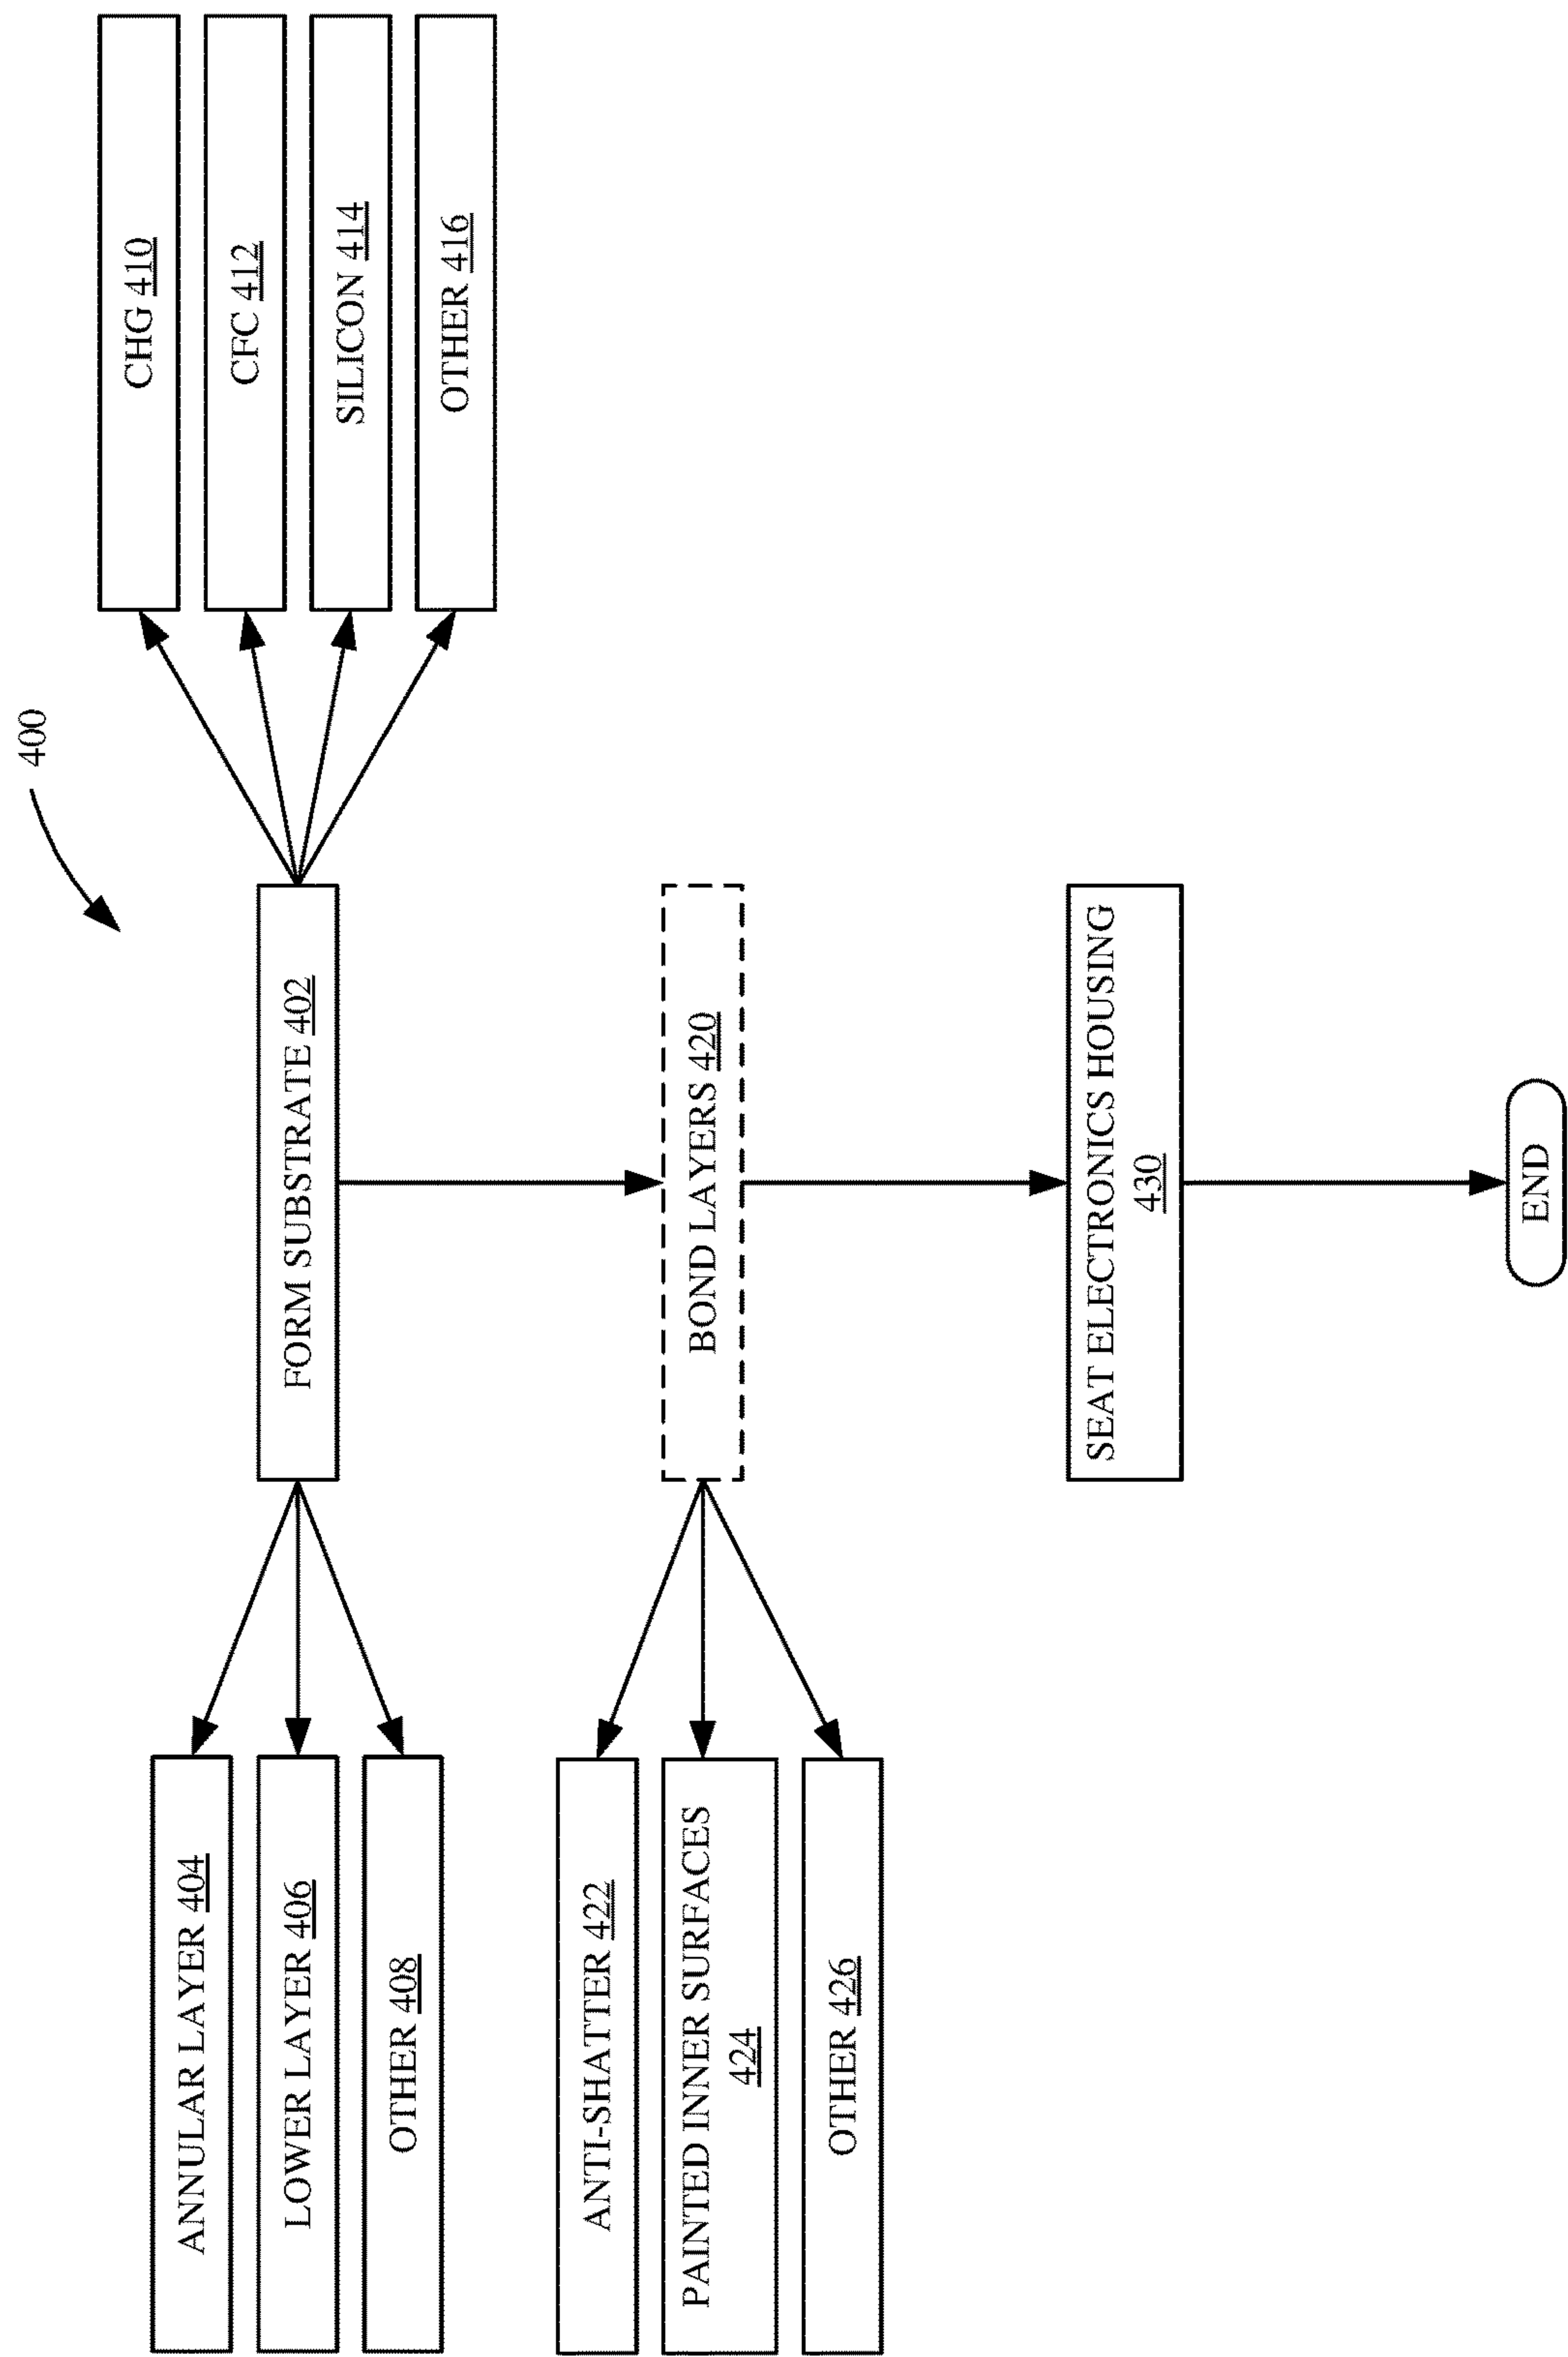 400
ANNULAR LAYER 404
LOWER LAYER 406
OTHER 408
FORM SUBSTRATE 402
CHG 410
CFC 412
SILICON 414
OTHER 416
ANTI-SHATTER 422
PAINTED INNER SURFACES
424
OTHER 426
BOND LAYERS 420
SEAT ELECTRONICS HOUSING
430
END